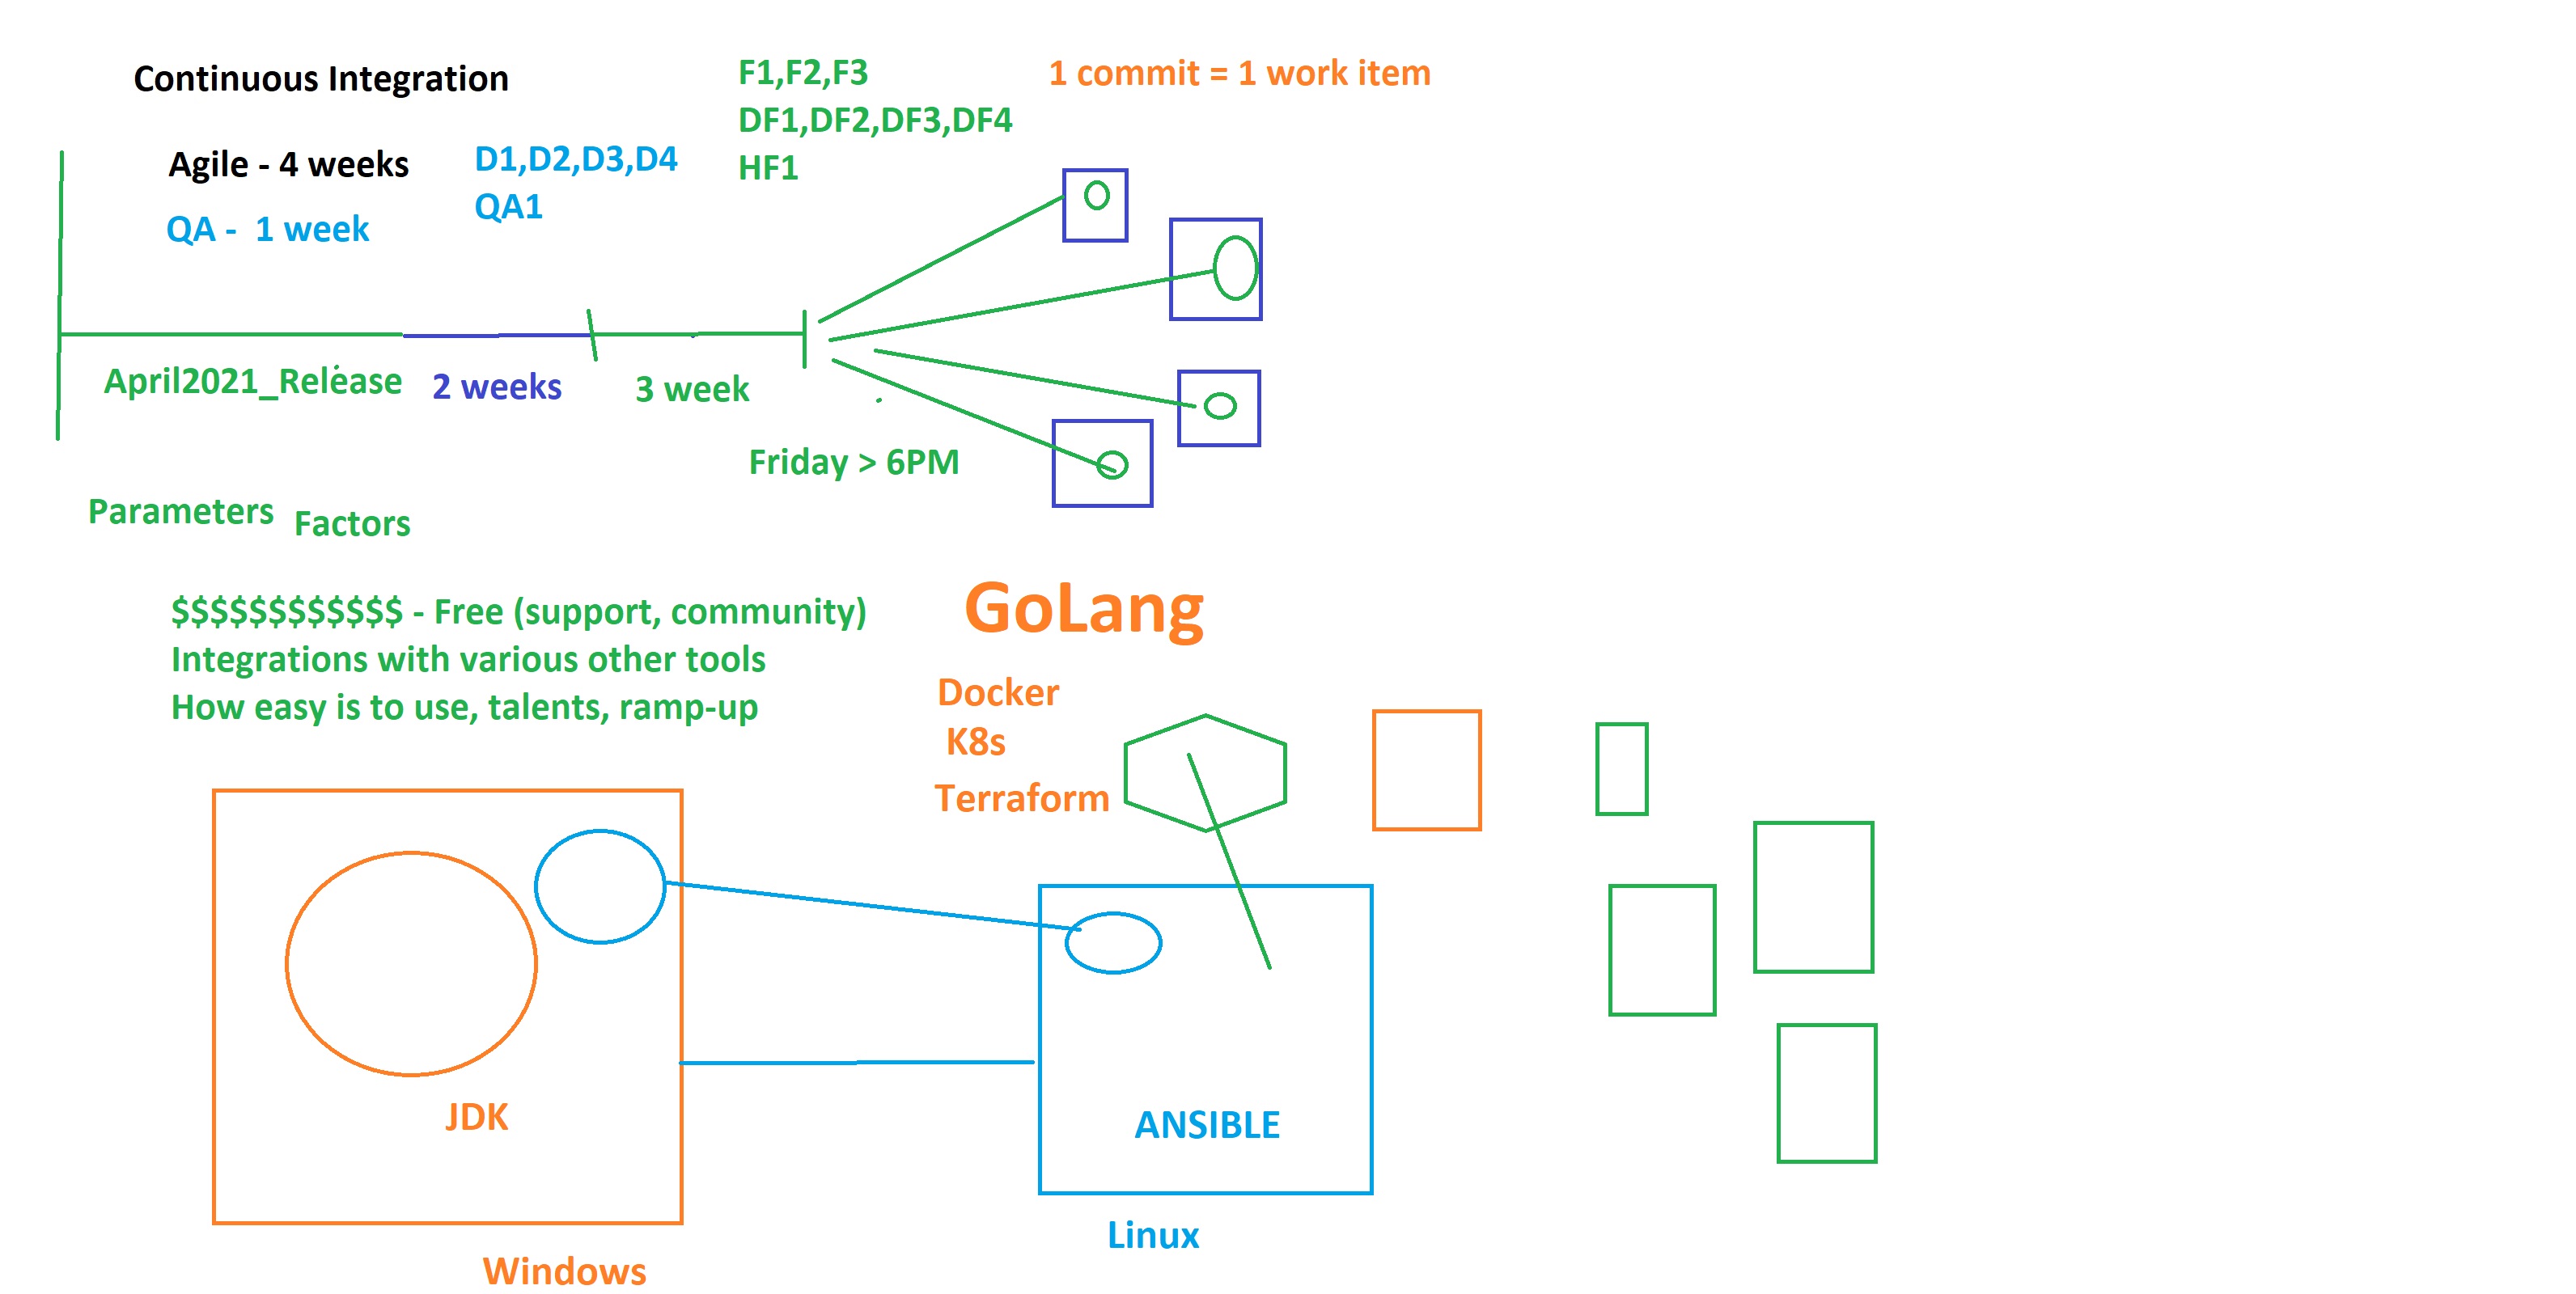 Continuous Integration
F1,F2,F3
1 commit = 1 work item
DF1,DF2,DF3,DF4
HF1
Agile - 4 weeks
D1,D2,D3,D4
QA1
QA -  1 week
April2021_Release
2 weeks
3 week
Friday > 6PM
Parameters
Factors
$$$$$$$$$$$$ - Free (support, community)
Integrations with various other tools
How easy is to use, talents, ramp-up
GoLang
Docker
K8s
Terraform
JDK
Windows
ANSIBLE
Linux